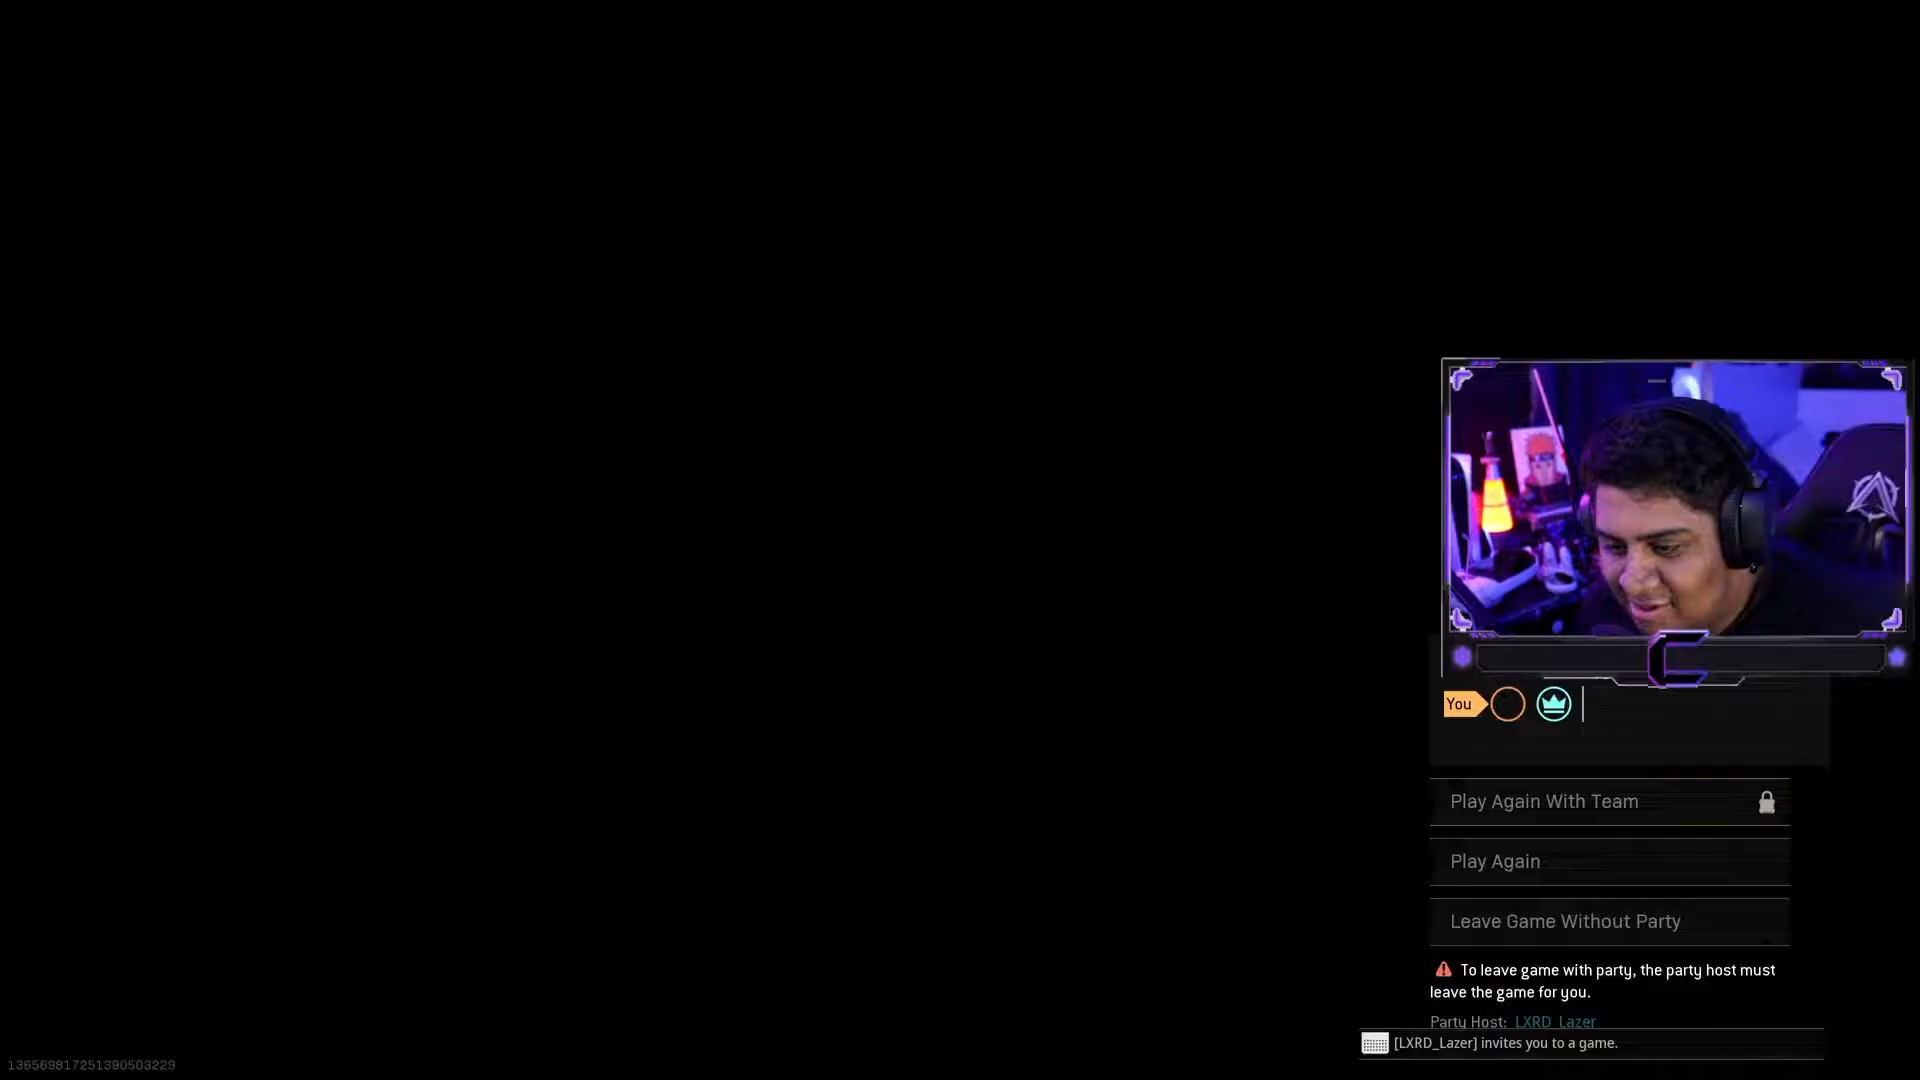 You
Play Again With Team
Play Again
Leave Game Without Party
To leave game with party, the party host must
leave the game for you.
Party Host: LXRD_Lazer
[LXRD_Lazer] invites you to a game.
136569817251390503229